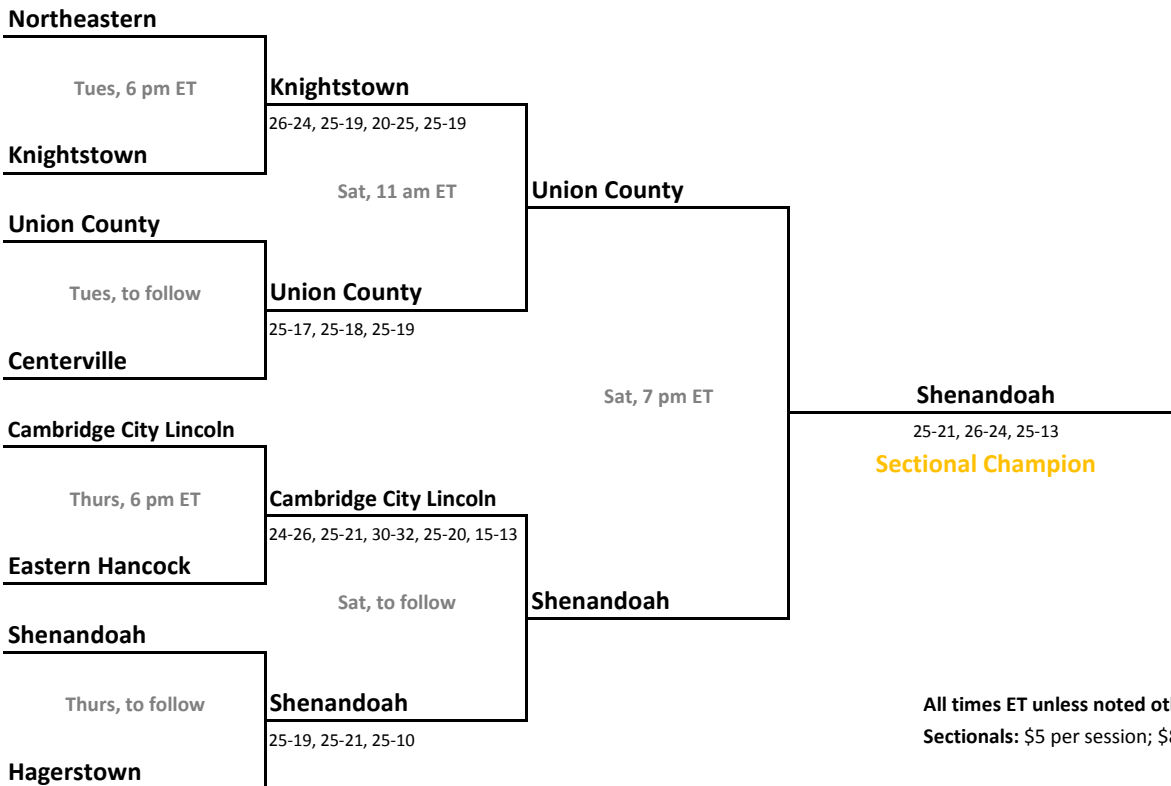 Northeastern
Tues, 6 pm ET
Knightstown
26-24, 25-19, 20-25, 25-19
Knightstown
Sat, 11 am ET
Union County
Union County
Tues, to follow
Union County
25-17, 25-18, 25-19
Centerville
Sat, 7 pm ET
Shenandoah
25-21, 26-24, 25-13
Sectional Champion
Cambridge City Lincoln
Thurs, 6 pm ET
Cambridge City Lincoln
24-26, 25-21, 30-32, 25-20, 15-13
Eastern Hancock
Sat, to follow
Shenandoah
Shenandoah
Thurs, to follow
Shenandoah
25-19, 25-21, 25-10
Hagerstown
All times ET unless noted
Sectionals: $5 per session;